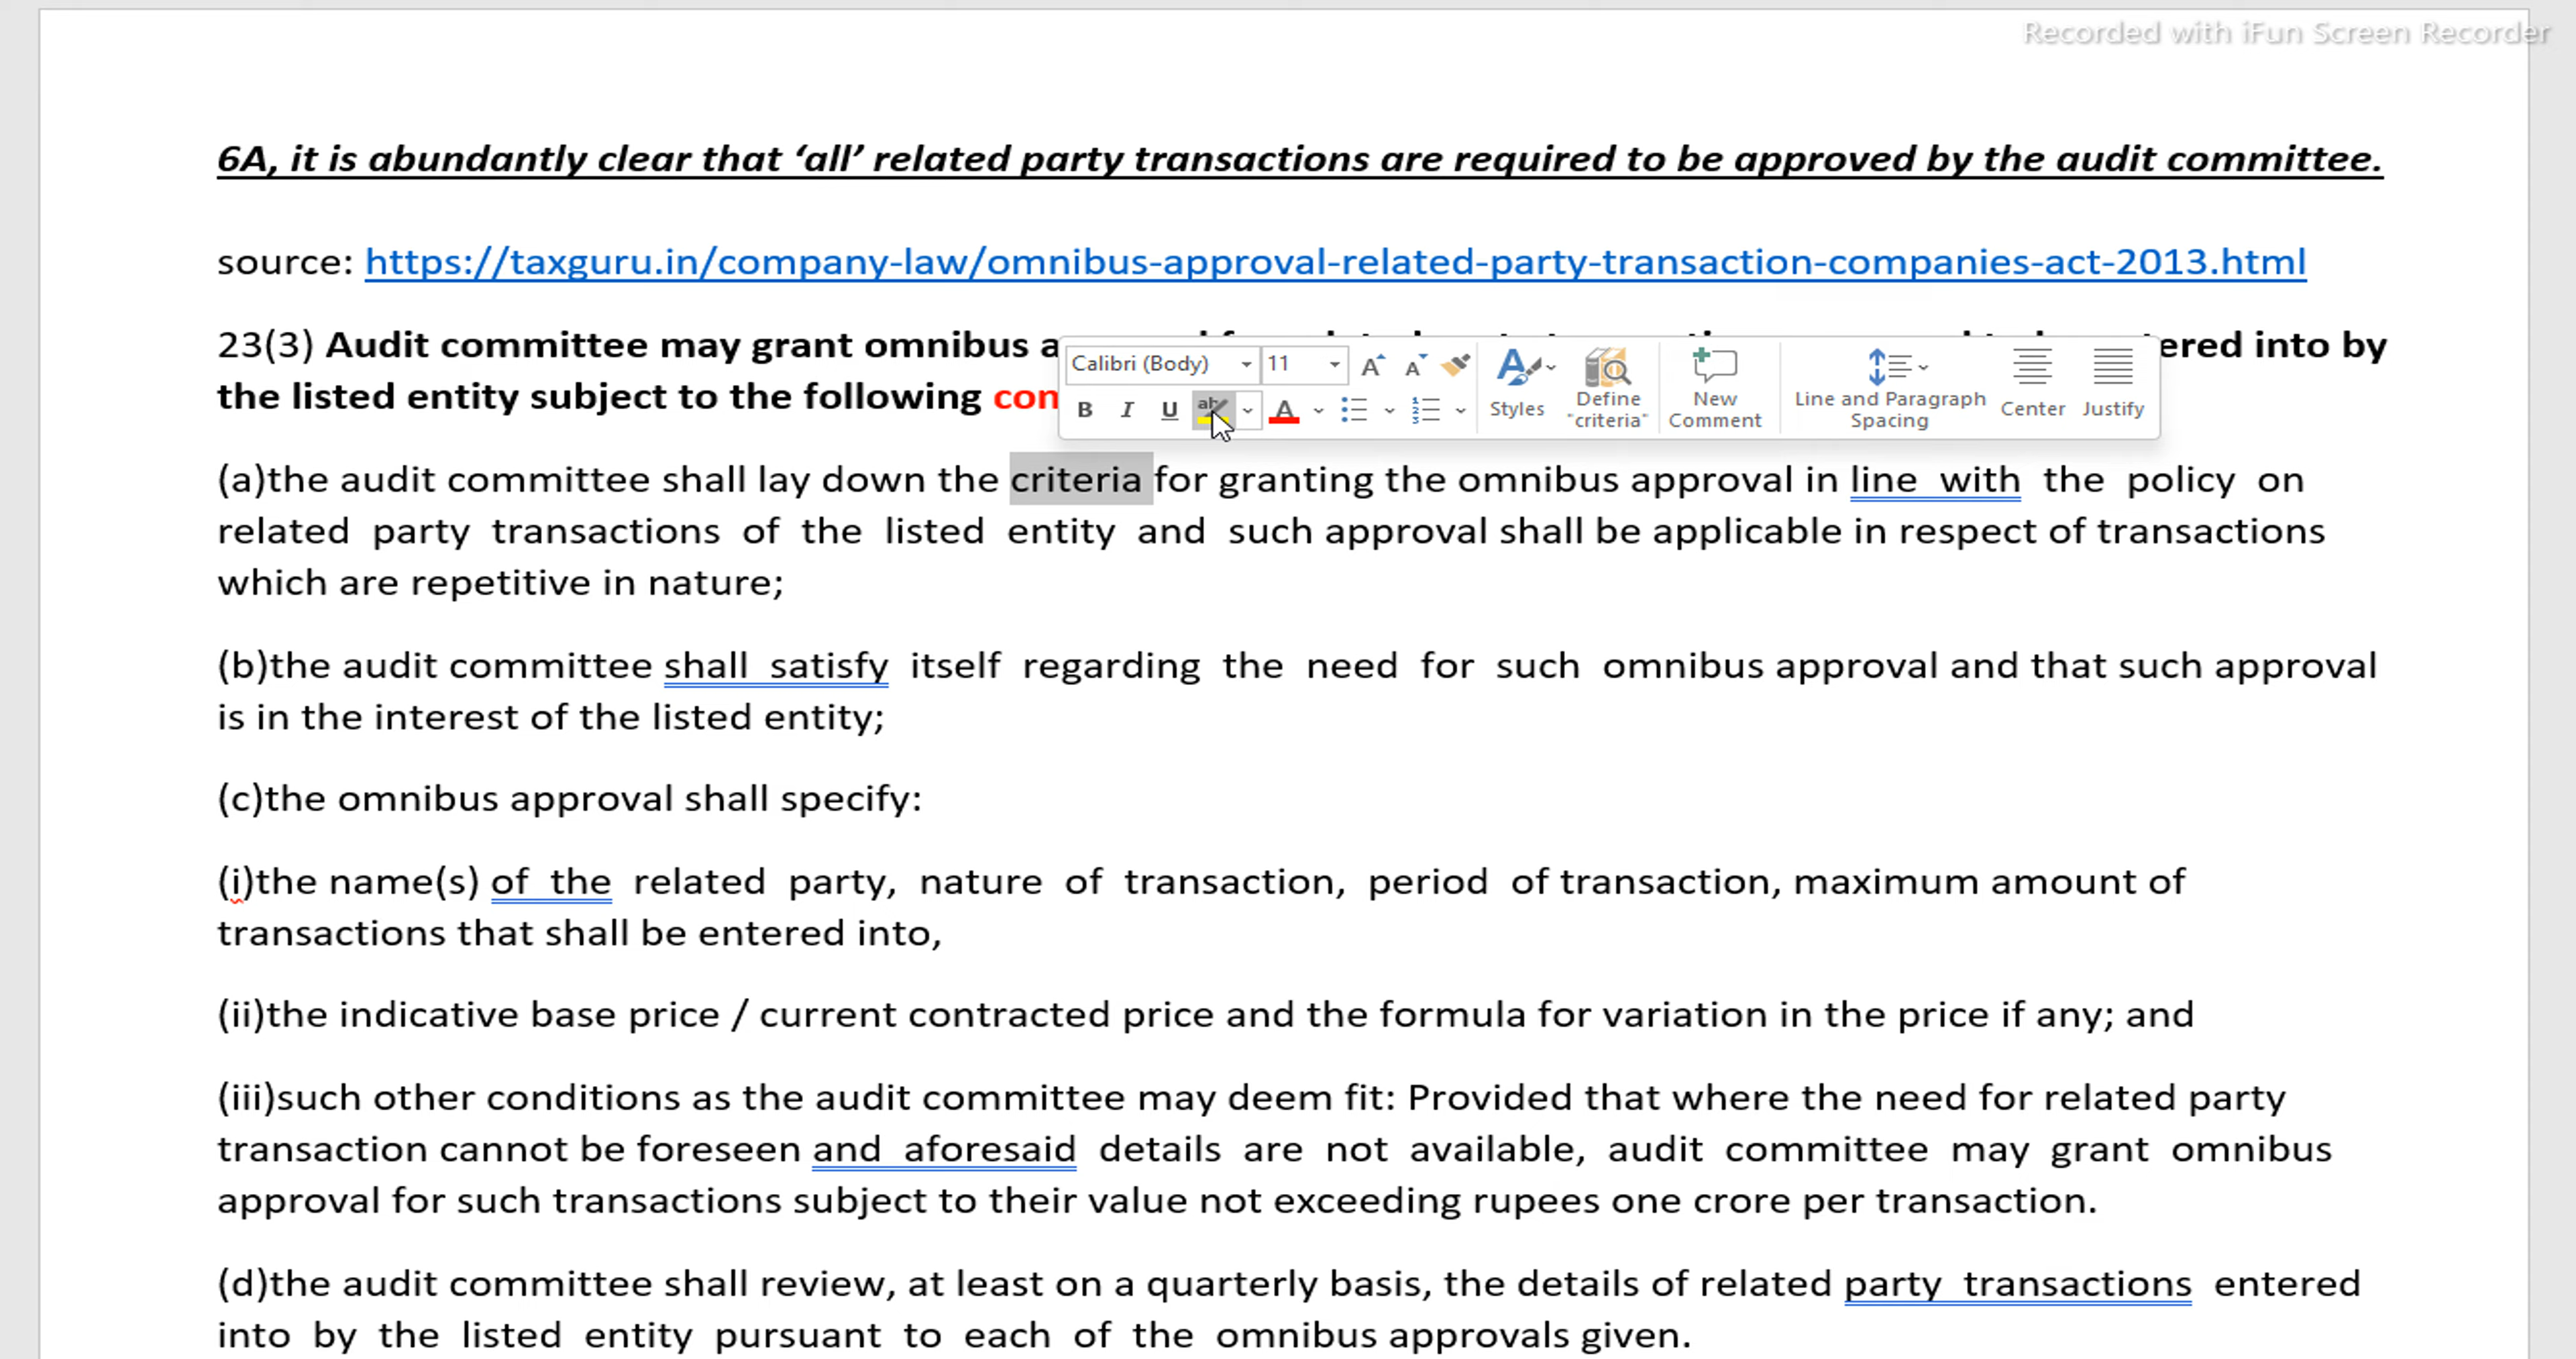 Recorded with iFun Screen Recorder
6A, it is abundantly clear that ‘all’ related party transactions are required to be approved by the audit committee.
source: https://taxguru.in/company-law/omnibus-approval-related-party-transaction-companies-act-2013.html
23(3) Audit committee may grant omnibus a ered into by
the listed entity subject to the following con
Calibri (Body) 11
B I U ab A Styles Define "criteria" New Comment Line and Paragraph Spacing Center Justify
(a)the audit committee shall lay down the criteria for granting the omnibus approval in line with the policy on
related party transactions of the listed entity and such approval shall be applicable in respect of transactions
which are repetitive in nature;
(b)the audit committee shall satisfy itself regarding the need for such omnibus approval and that such approval
is in the interest of the listed entity;
(c)the omnibus approval shall specify:
(i)the name(s) of the related party, nature of transaction, period of transaction, maximum amount of
transactions that shall be entered into,
(ii)the indicative base price / current contracted price and the formula for variation in the price if any; and
(iii)such other conditions as the audit committee may deem fit: Provided that where the need for related party
transaction cannot be foreseen and aforesaid details are not available, audit committee may grant omnibus
approval for such transactions subject to their value not exceeding rupees one crore per transaction.
(d)the audit committee shall review, at least on a quarterly basis, the details of related party transactions entered
into by the listed entity pursuant to each of the omnibus approvals given.